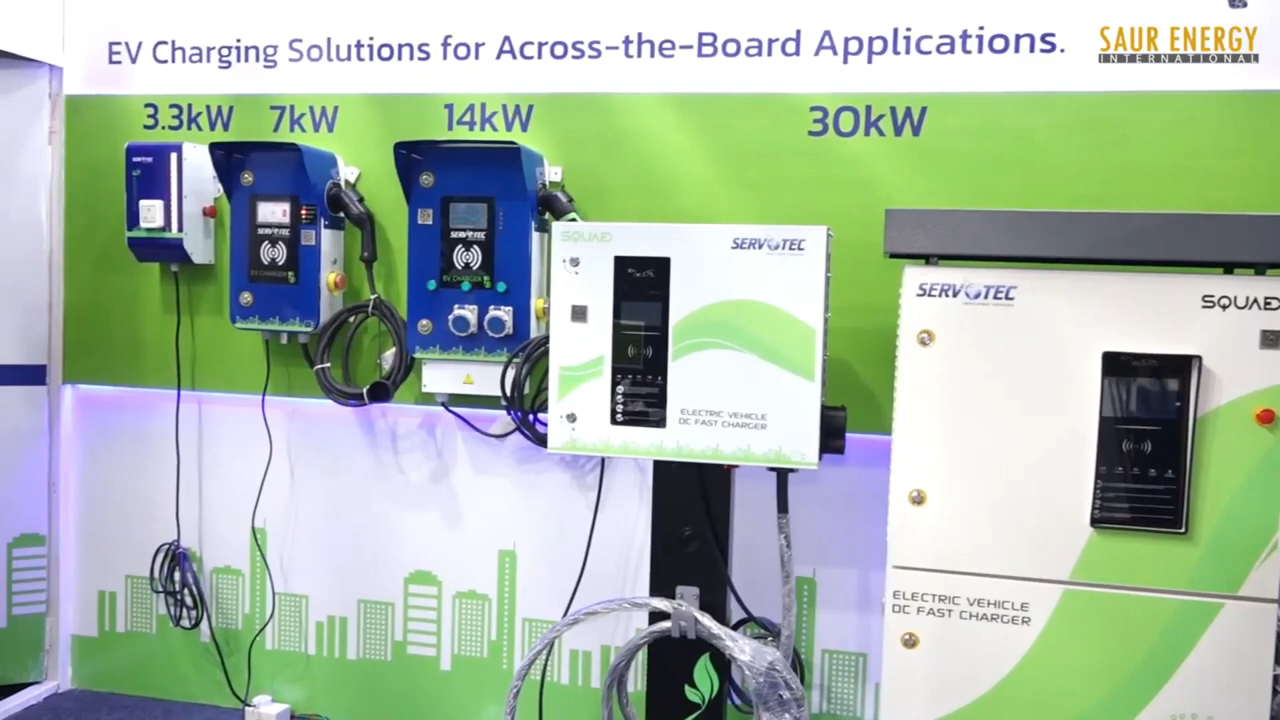 EV Charging Solutions for Across-the-Board Applications.
SAUR ENERGY
INTERNATIONAL
3.3kW
7kW
14kW
30kW
SERVOTEC
SERVOTEC
EV CHARGER
SERVOTEC
EV CHARGER
SQUAD
SERVOTEC
ELECTRIC VEHICLE
DC FAST CHARGER
SERVOTEC
SQUAD
ELECTRIC VEHICLE
DC FAST CHARGER